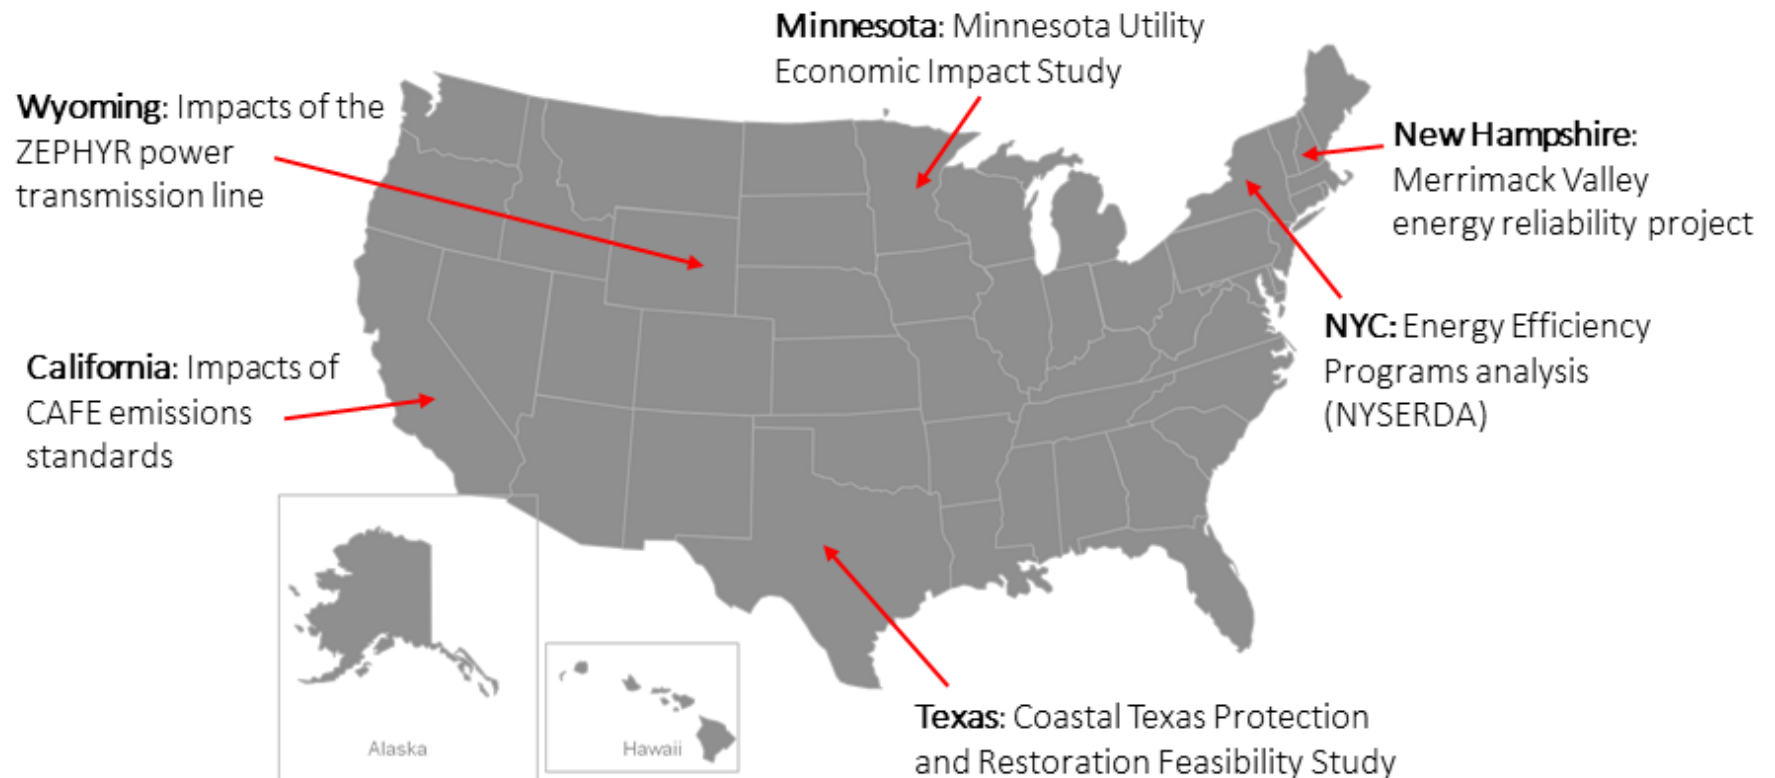 Minnesota: Minnesota Utility
Economic Impact Study
Wyoming: Impacts of the
ZEPHYR power
transmission line
New Hampshire:
Merrimack Valley
energy reliability project
NYC: Energy Efficiency
Programs analysis
(NYSERDA)
California: Impacts of
CAFE emissions
standards
Texas: Coastal Texas Protection
and Restoration Feasibility Study
Alaska
Hawaii